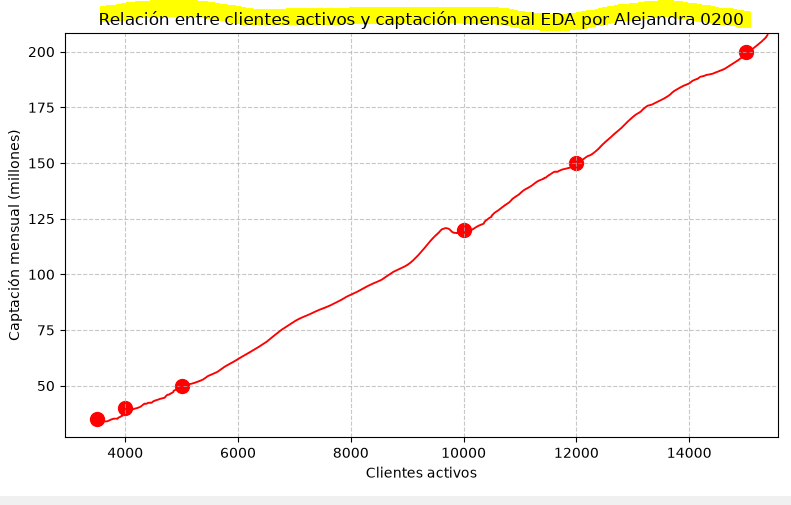 Relación entre clientes activos y captación mensual EDA por Alejandra 0200
200
175
150
125
100
75
50
Captación mensual (millones)
4000 6000 8000 10000 12000 14000
Clientes activos